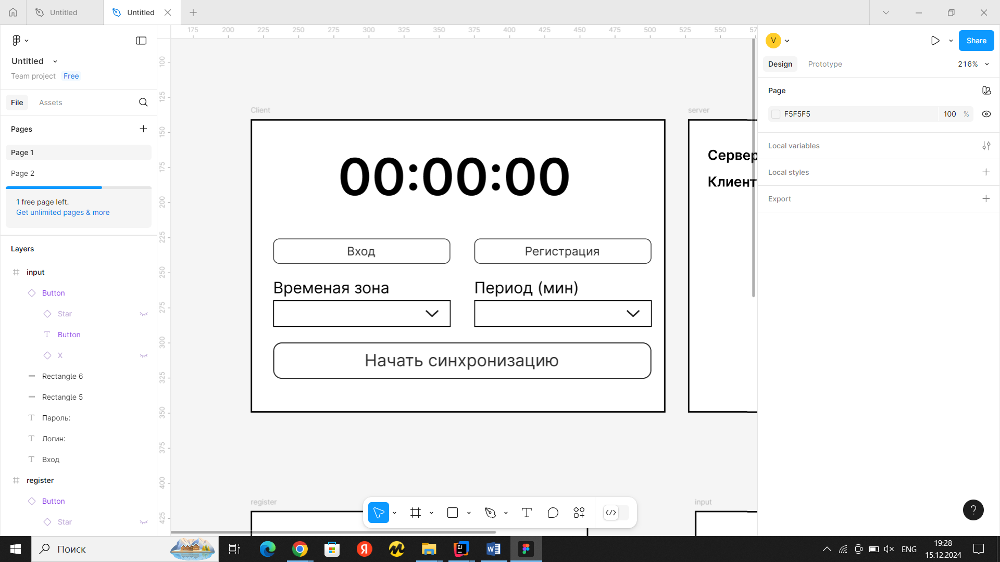 Untitled
Untitled
Untitled
Team project Free
File Assets
Pages
Page 1
Page 2
1 free page left.
Get unlimited pages & more
Layers
input
Button
Star
Button
X
Rectangle 6
Rectangle 5
Пароль:
Логин:
Вход
register
Button
Star
175 200 225 250 275 300 325 350 375 400 425 450 475 500 525 550 57
100
125
150
175
200
225
250
275
300
325
350
375
400
425
Client
00:00:00
Вход Регистрация
Временая зона Период (мин)
Начать синхронизацию
server
Сервер
Клиент
register
input
V
Share
Design Prototype 216%
Page
F5F5F5 100 %
Local variables
Local styles
Export
?
Поиск
Я
IJ
W
ENG
19:28
15.12.2024